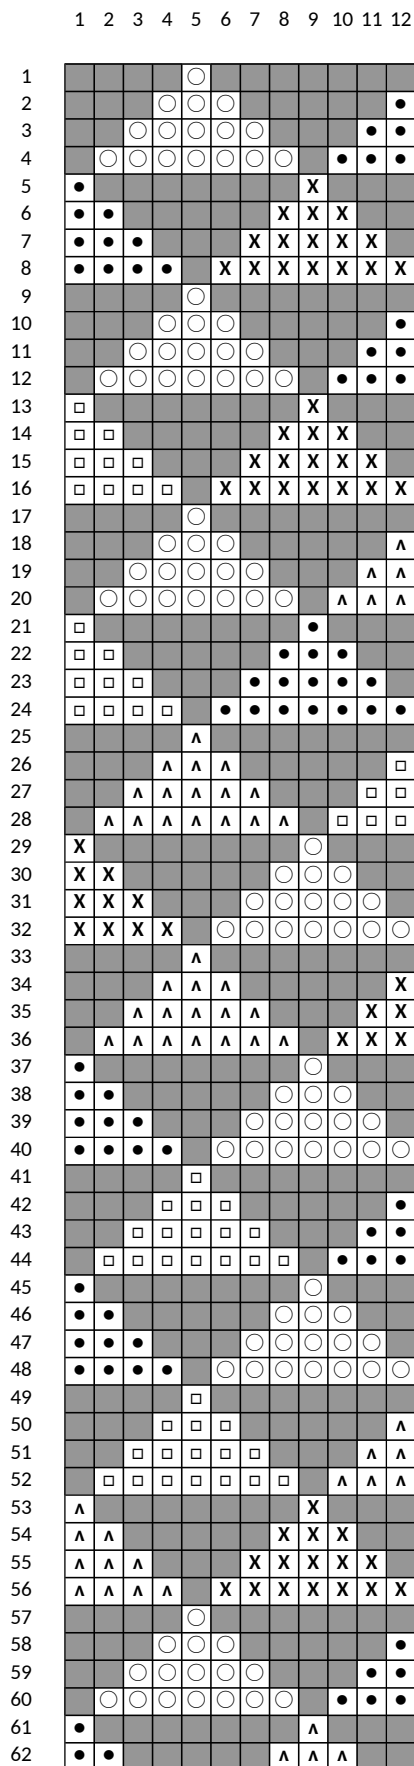 1 2 3 4 5 6 7 8 9 10 11 12
1 ○
2 ○ ○ ○ ●
3 ○ ○ ○ ○ ○ ● ●
4 ○ ○ ○ ○ ○ ○ ○ ● ● ●
5 ● X
6 ● ● X X X
7 ● ● ● X X X X X
8 ● ● ● ● X X X X X X X
9 ○
10 ○ ○ ○ ●
11 ○ ○ ○ ○ ○ ● ●
12 ○ ○ ○ ○ ○ ○ ○ ● ● ●
13 □ X
14 □ □ X X X
15 □ □ □ X X X X X
16 □ □ □ □ X X X X X X X
17 ○
18 ○ ○ ○ ʌ
19 ○ ○ ○ ○ ○ ʌ ʌ
20 ○ ○ ○ ○ ○ ○ ○ ʌ ʌ ʌ
21 □ ●
22 □ □ ● ● ●
23 □ □ □ ● ● ● ● ●
24 □ □ □ □ ● ● ● ● ● ● ●
25 ʌ
26 ʌ ʌ ʌ □
27 ʌ ʌ ʌ ʌ ʌ □ □
28 ʌ ʌ ʌ ʌ ʌ ʌ ʌ □ □ □
29 X ○
30 X X ○ ○ ○
31 X X X ○ ○ ○ ○ ○
32 X X X X ○ ○ ○ ○ ○ ○ ○
33 ʌ
34 ʌ ʌ ʌ X
35 ʌ ʌ ʌ ʌ ʌ X X
36 ʌ ʌ ʌ ʌ ʌ ʌ ʌ X X X
37 ● ○
38 ● ● ○ ○ ○
39 ● ● ● ○ ○ ○ ○ ○
40 ● ● ● ● ○ ○ ○ ○ ○ ○ ○
41 □
42 □ □ □ ●
43 □ □ □ □ □ ● ●
44 □ □ □ □ □ □ □ ● ● ●
45 ● ○
46 ● ● ○ ○ ○
47 ● ● ● ○ ○ ○ ○ ○
48 ● ● ● ● ○ ○ ○ ○ ○ ○ ○
49 □
50 □ □ □ ʌ
51 □ □ □ □ □ ʌ ʌ
52 □ □ □ □ □ □ □ ʌ ʌ ʌ
53 ʌ X
54 ʌ ʌ X X X
55 ʌ ʌ ʌ X X X X X
56 ʌ ʌ ʌ ʌ X X X X X X X
57 ○
58 ○ ○ ○ ●
59 ○ ○ ○ ○ ○ ● ●
60 ○ ○ ○ ○ ○ ○ ○ ● ● ●
61 ● ʌ
62 ● ● ʌ ʌ ʌ